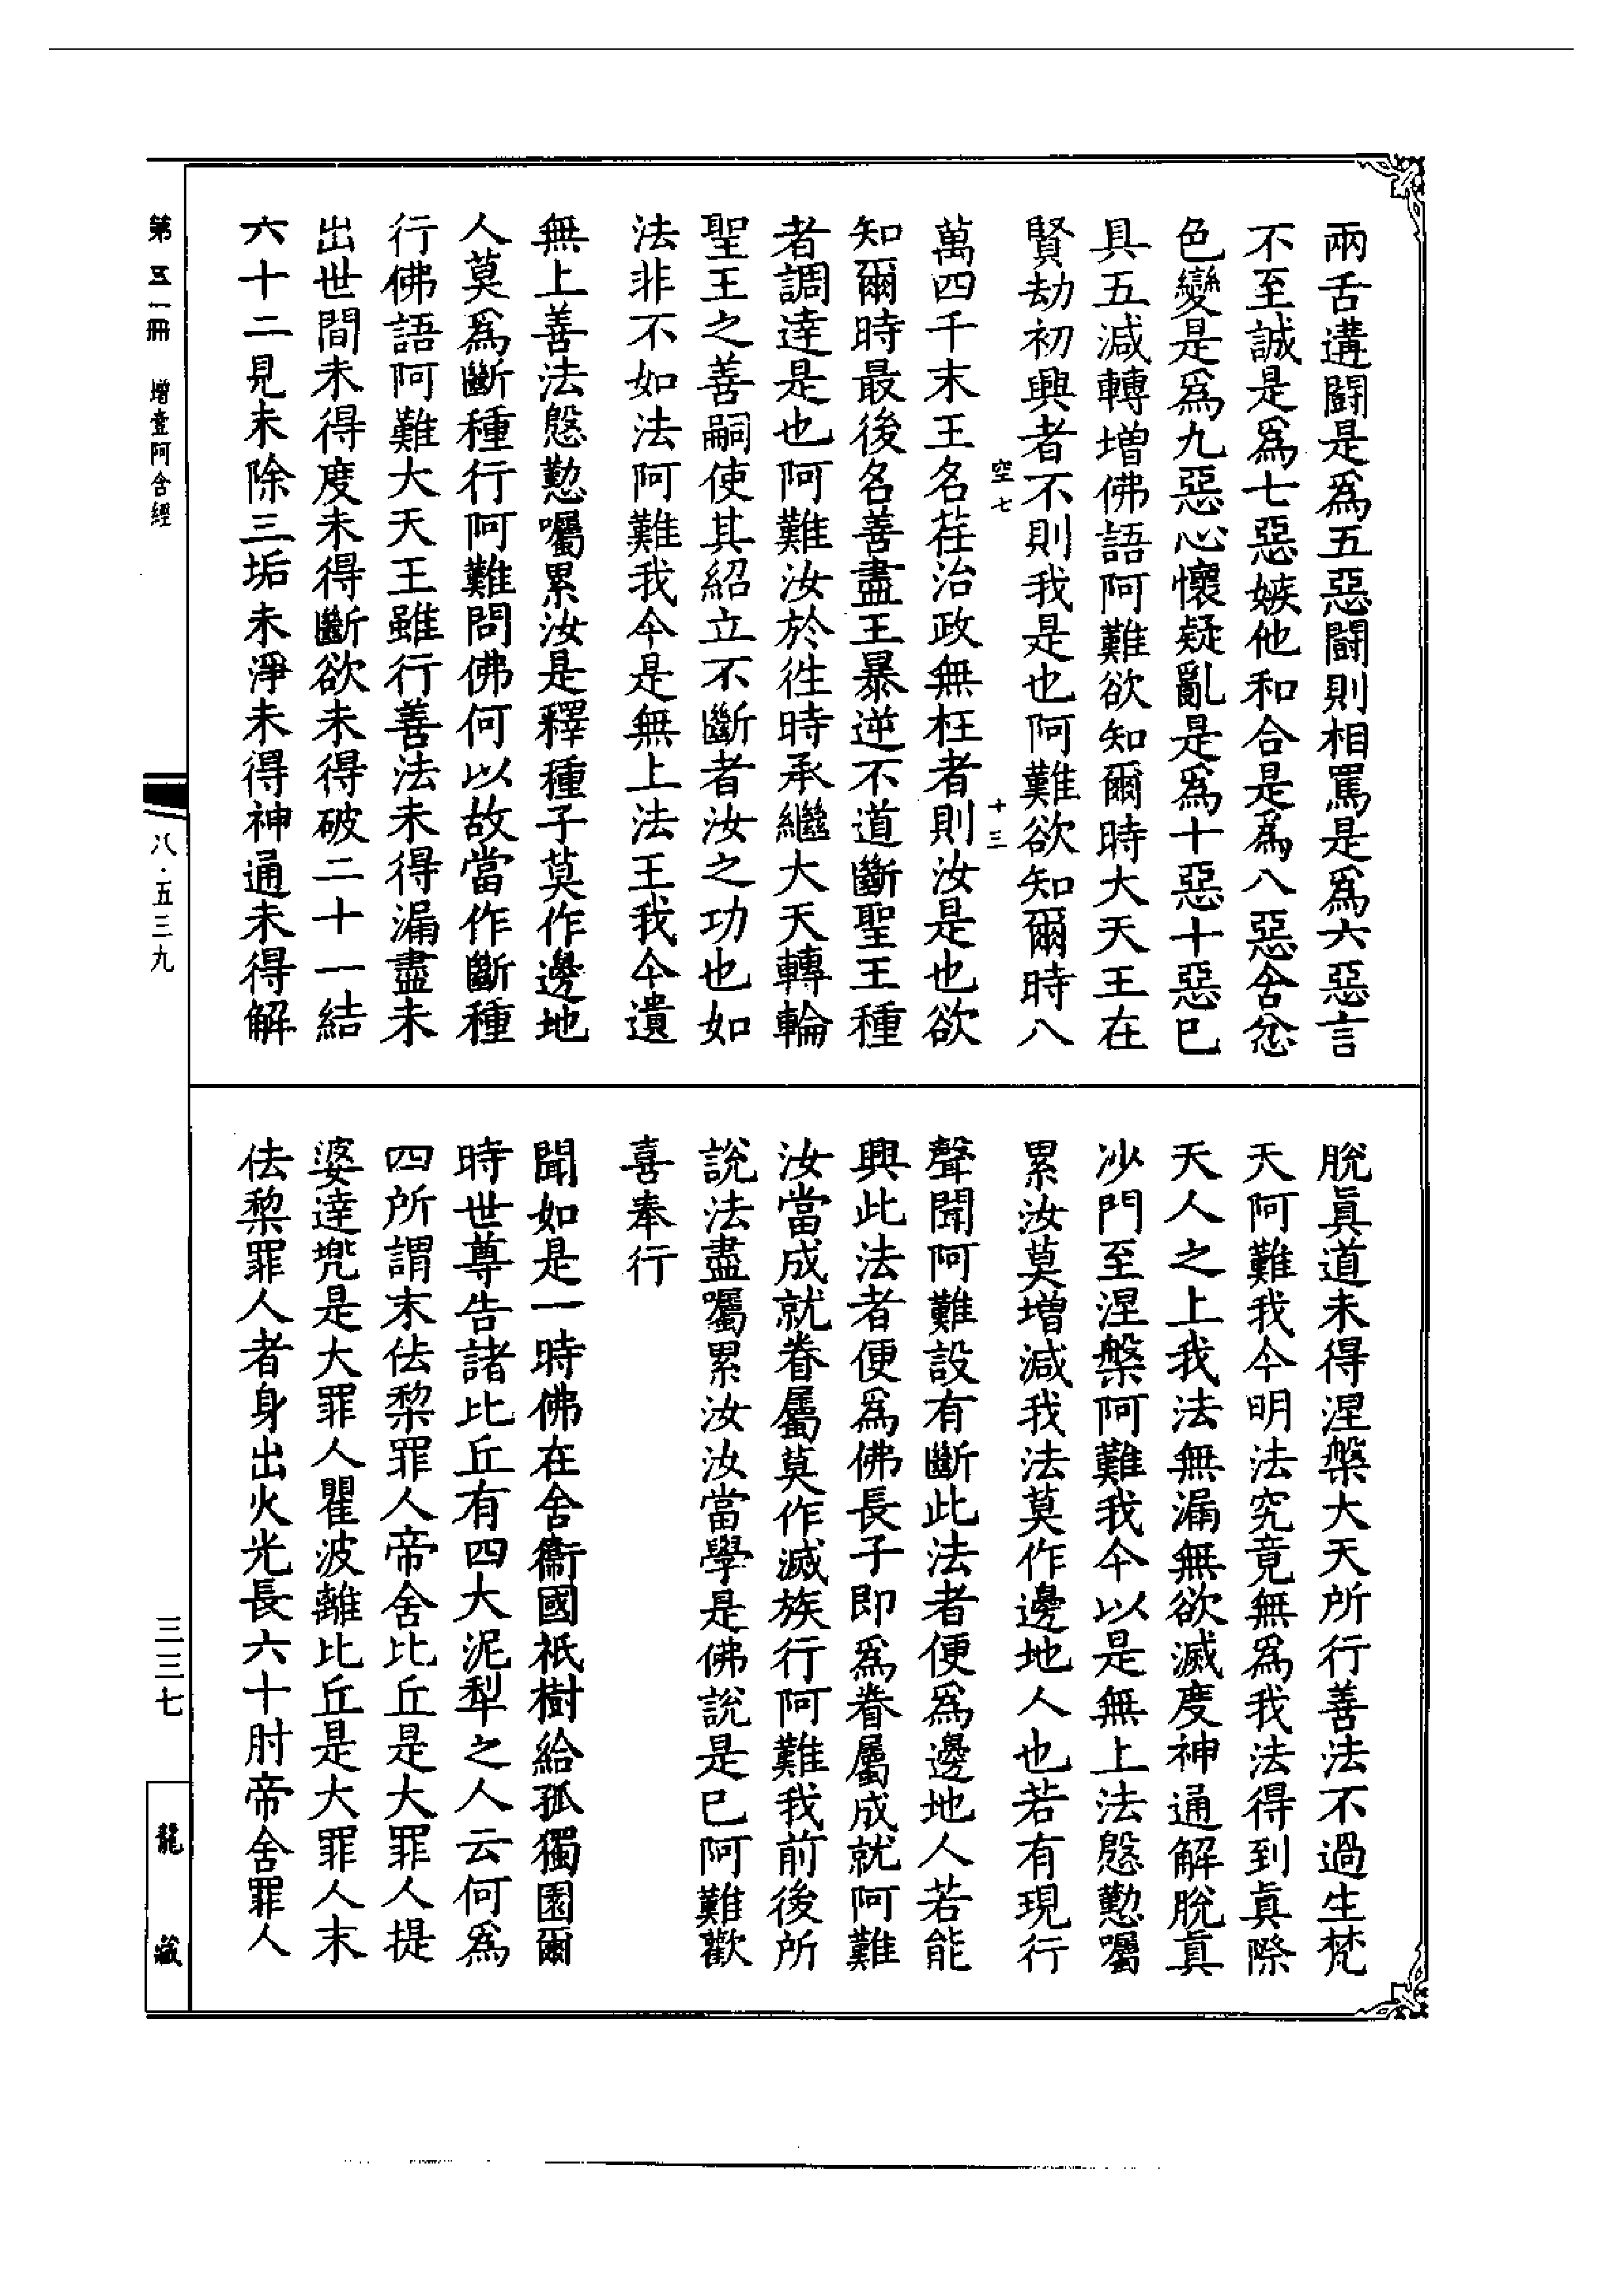 兩舌遘鬬是爲五惡鬬則相罵是爲六惡言
不至誠是爲七惡嫉他和合是爲八惡含忿
色變是爲九惡心懷疑亂是爲十惡十惡已
具五減轉增佛語阿難欲知爾時大天王在
賢劫初興者不則我是也阿難欲知爾時八
空七 十三
萬四千末王名荏治政無枉者則汝是也欲
知爾時最後名善盡王暴逆不道斷聖王種
者調達是也阿難汝於徃時承繼大天轉輪
聖王之善嗣使其紹立不斷者汝之功也如
法非不如法阿難我今是無上法王我今遺
無上善法慇懃囑累汝是釋種子莫作邊地
人莫爲斷種行阿難問佛何以故當作斷種
行佛語阿難大天王雖行善法未得漏盡未
出世間未得度未得斷欲未得破二十一結
六十二見未除三垢未淨未得神通未得解
脫眞道未得涅槃大天所行善法不過生梵
天阿難我今明法究竟無爲我法得到眞際
天人之上我法無漏無欲滅度神通解脫眞
沙門至涅槃阿難我今以是無上法慇懃囑
累汝莫增減我法莫作邊地人也若有現行
聲聞阿難設有斷此法者便爲邊地人若能
興此法者便爲佛長子即爲眷屬成就阿難
汝當成就眷屬莫作滅族行阿難我前後所
說法盡囑累汝汝當學是佛說是已阿難歡
喜奉行
聞如是一時佛在舍衞國祇樹給孤獨園爾
時世尊告諸比丘有四大泥犁之人云何爲
四所謂末佉梨罪人帝舍比丘是大罪人提
婆達兜是大罪人瞿波離比丘是大罪人末
佉梨罪人者身出火光長六十肘帝舍罪人
第五一冊 增壹阿含經
八·五三九
三三七
龍藏